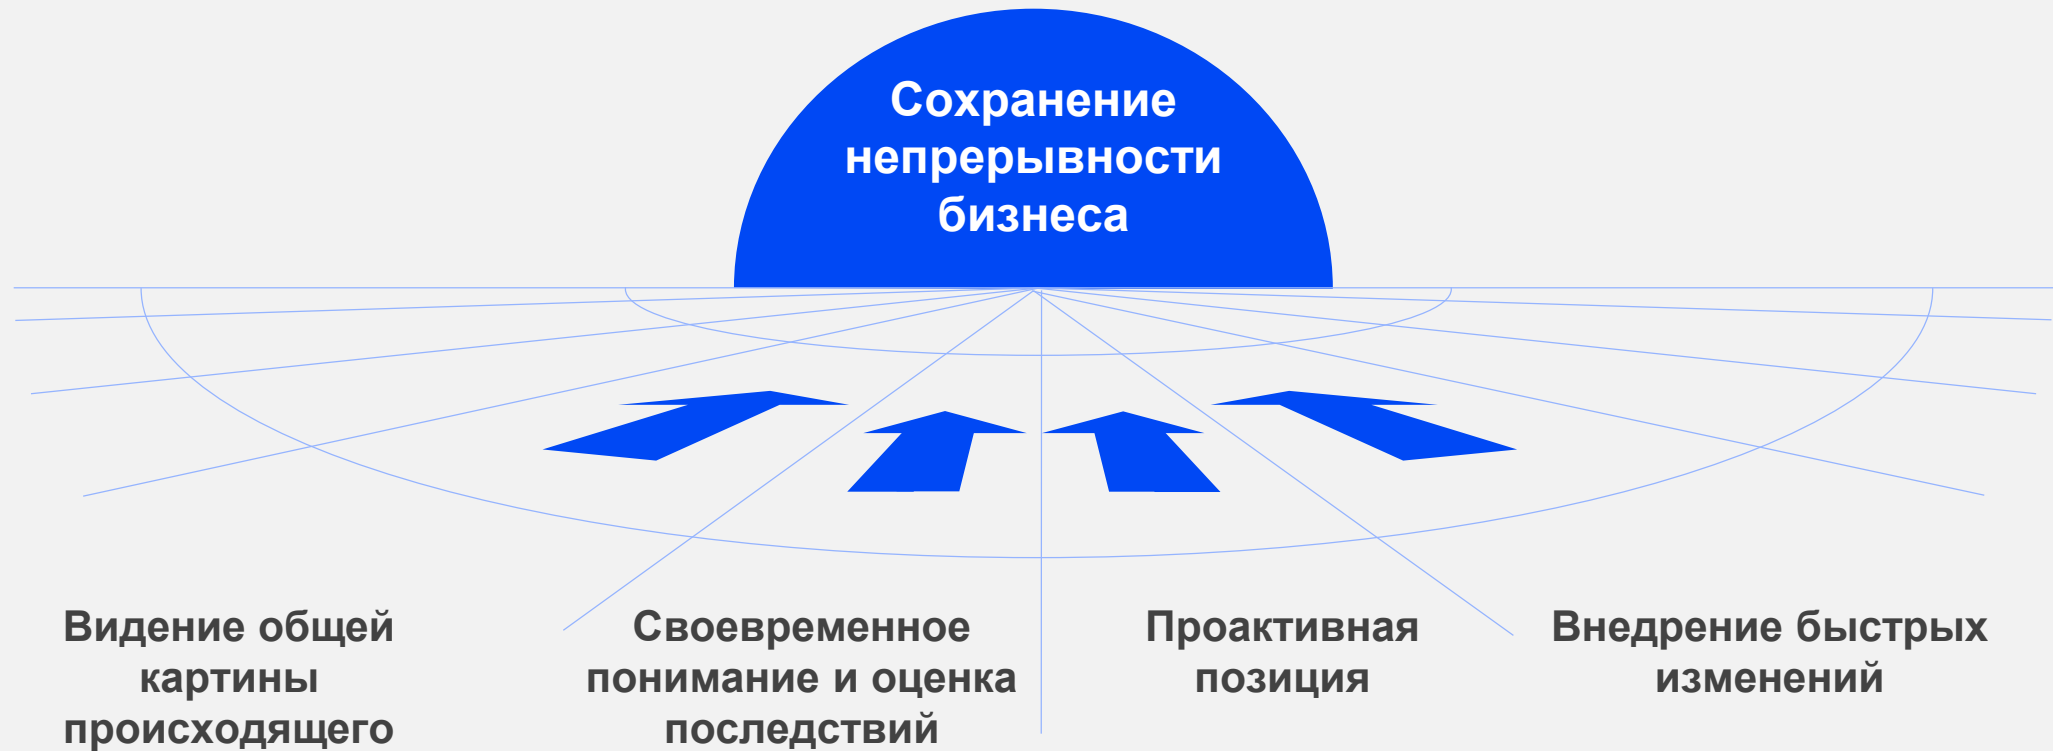 Сохранение
непрерывности
бизнеса
Видение общей
картины
происходящего
Своевременное
понимание и оценка
последствий
Проактивная
позиция
Внедрение быстрых
изменений